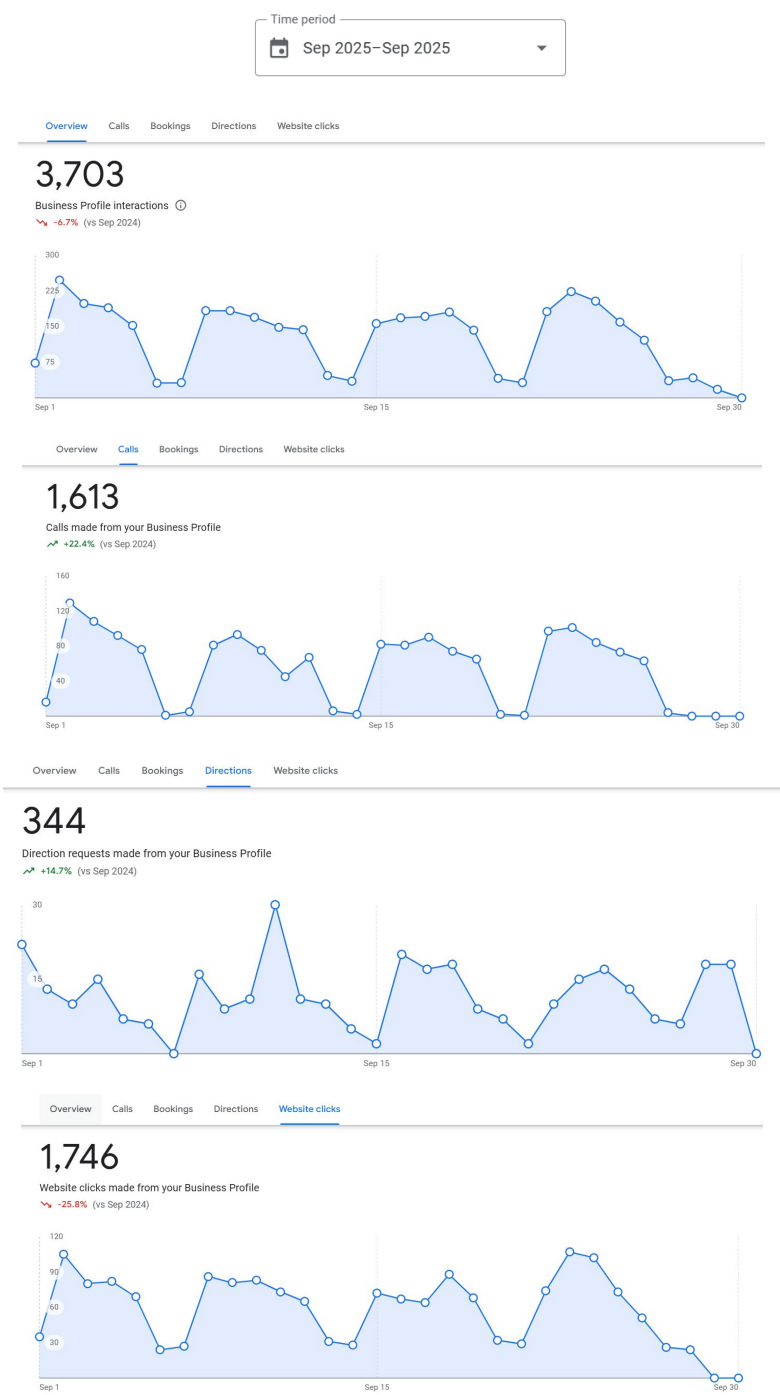 Time period
Sep 2025–Sep 2025
Overview Calls Bookings Directions Website clicks
3,703
Business Profile interactions
-6.7% (vs Sep 2024)
300
225
150
75
Sep 1 Sep 15 Sep 30
Overview Calls Bookings Directions Website clicks
1,613
Calls made from your Business Profile
+22.4% (vs Sep 2024)
160
120
80
40
Sep 1 Sep 15 Sep 30
Overview Calls Bookings Directions Website clicks
344
Direction requests made from your Business Profile
+14.7% (vs Sep 2024)
30
15
Sep 1 Sep 15 Sep 30
Overview Calls Bookings Directions Website clicks
1,746
Website clicks made from your Business Profile
-25.8% (vs Sep 2024)
120
90
60
30
Sep 1 Sep 15 Sep 30